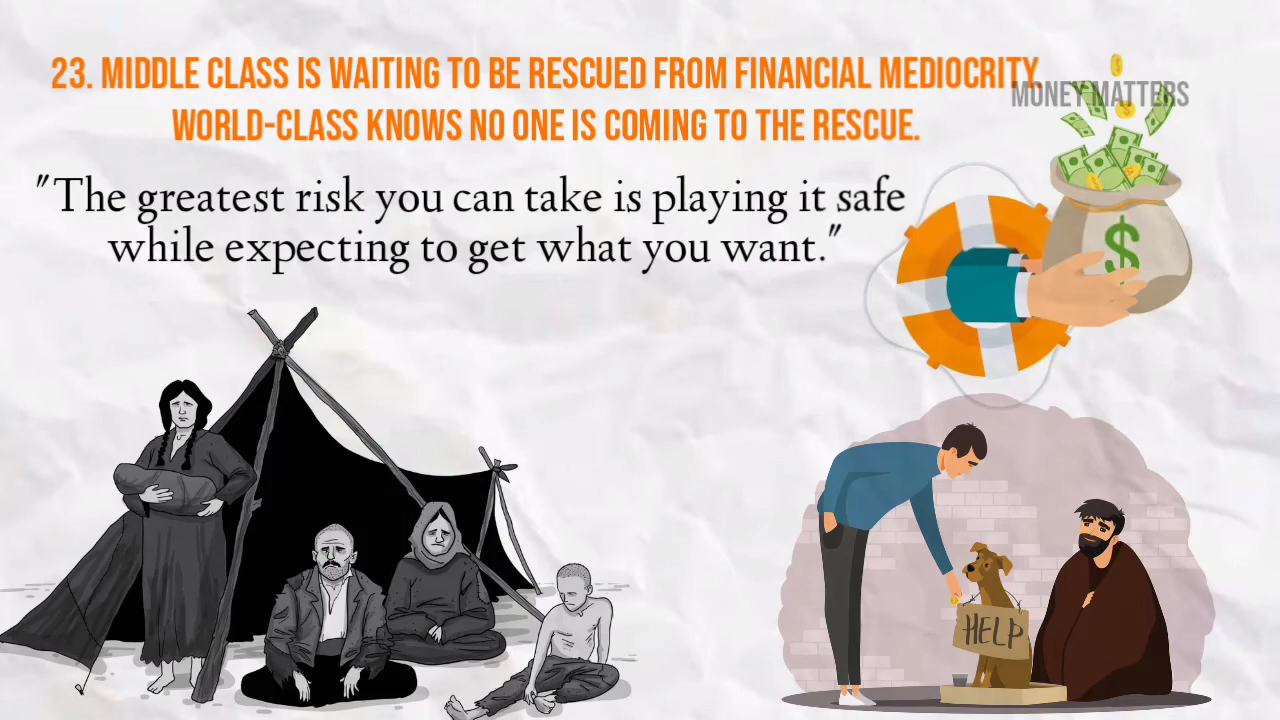 23. MIDDLE CLASS IS WAITING TO BE RESCUED FROM FINANCIAL MEDIOCRITY.
WORLD-CLASS KNOWS NO ONE IS COMING TO THE RESCUE.
MONEY MATTERS
"The greatest risk you can take is playing it safe
while expecting to get what you want."
$
HELP